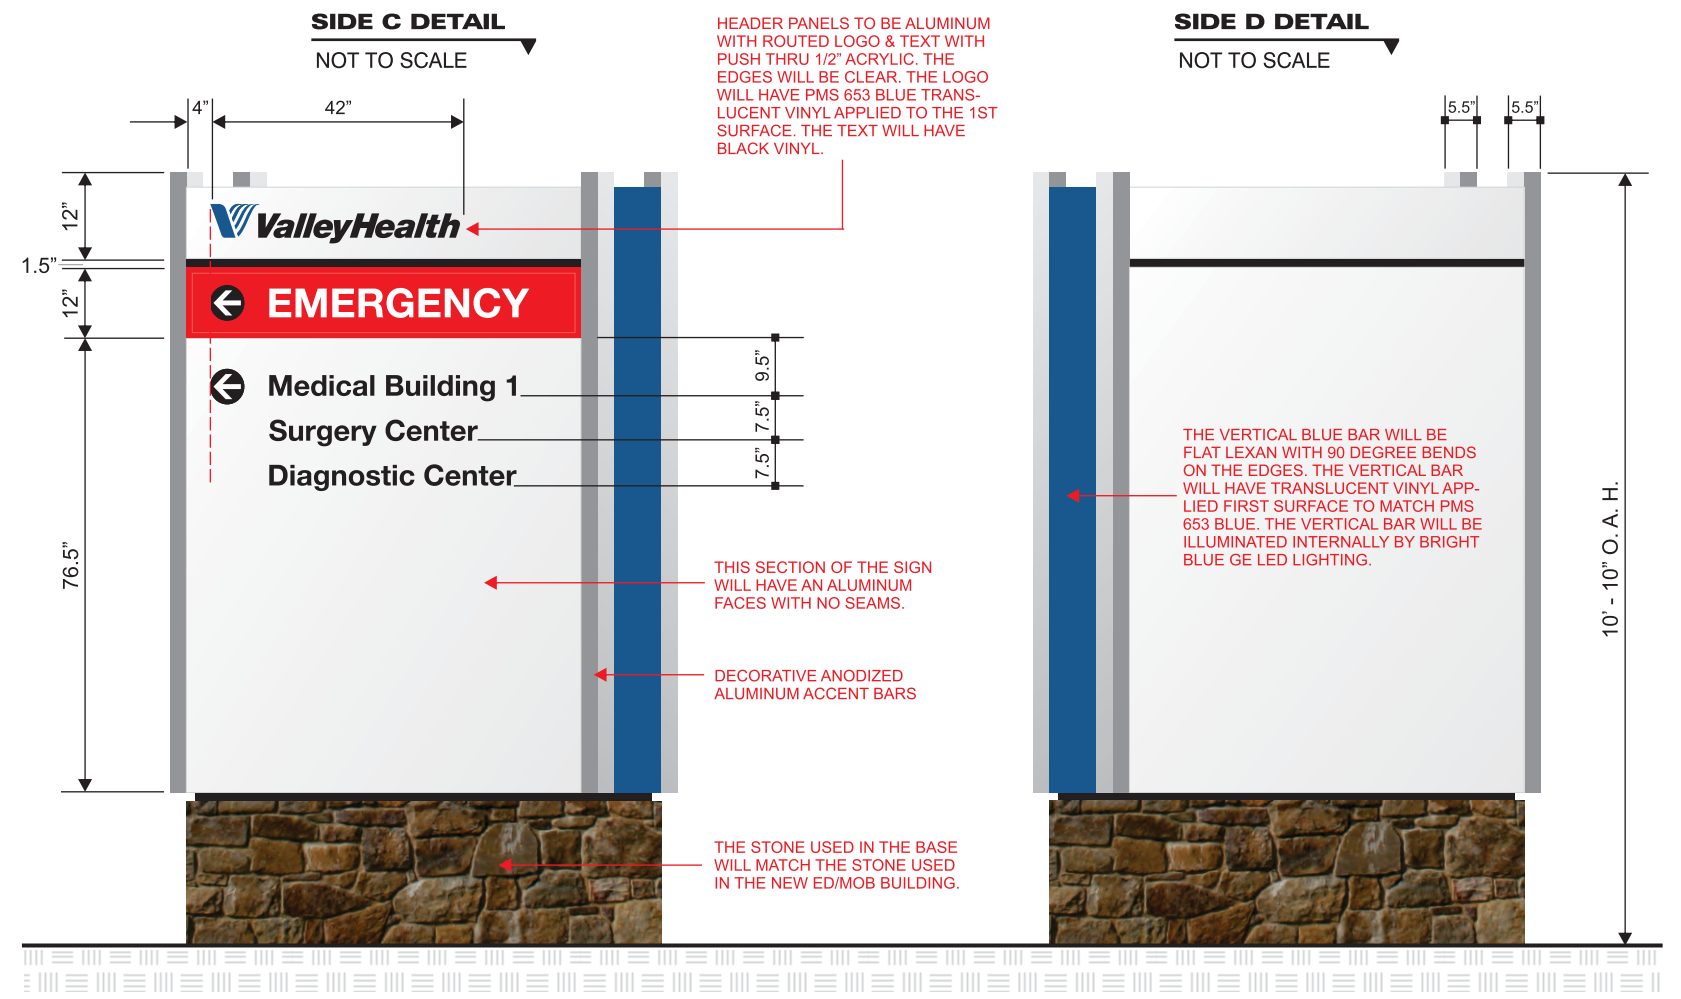 SIDE C DETAIL
NOT TO SCALE
HEADER PANELS TO BE ALUMINUM
WITH ROUTED LOGO & TEXT WITH
PUSH THRU 1/2” ACRYLIC. THE
EDGES WILL BE CLEAR. THE LOGO
WILL HAVE PMS 653 BLUE TRANS-
LUCENT VINYL APPLIED TO THE 1ST
SURFACE. THE TEXT WILL HAVE
BLACK VINYL.
SIDE D DETAIL
NOT TO SCALE
4”
42”
5.5”
5.5”
12”
1.5”
12”
76.5”
ValleyHealth
EMERGENCY
Medical Building 1
Surgery Center
Diagnostic Center
9.5”
7.5”
7.5”
THIS SECTION OF THE SIGN
WILL HAVE AN ALUMINUM
FACES WITH NO SEAMS.
DECORATIVE ANODIZED
ALUMINUM ACCENT BARS
THE STONE USED IN THE BASE
WILL MATCH THE STONE USED
IN THE NEW ED/MOB BUILDING.
THE VERTICAL BLUE BAR WILL BE
FLAT LEXAN WITH 90 DEGREE BENDS
ON THE EDGES. THE VERTICAL BAR
WILL HAVE TRANSLUCENT VINYL APP-
LIED FIRST SURFACE TO MATCH PMS
653 BLUE. THE VERTICAL BAR WILL BE
ILLUMINATED INTERNALLY BY BRIGHT
BLUE GE LED LIGHTING.
10’ - 10” O. A. H.